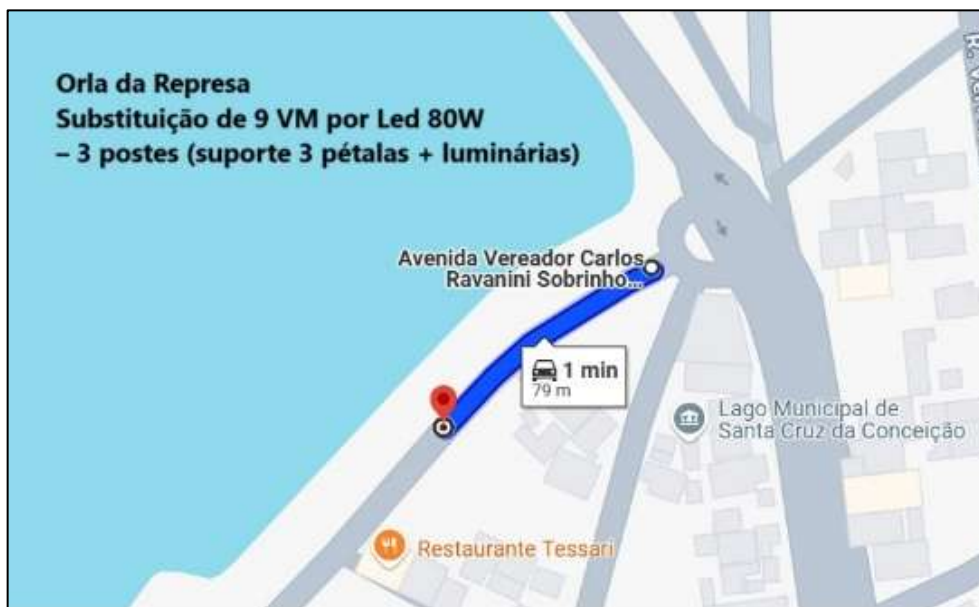 Orla da Represa
Substituição de 9 VM por Led 80W
– 3 postes (suporte 3 pétalas + luminárias)
Avenida Vereador Carlos
Ravanini Sobrinho...
1 min
79 m
Lago Municipal de
Santa Cruz da Conceição
Restaurante Tessari